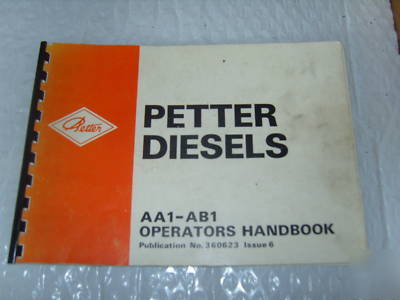 Petter
PETTER
DIESELS
AA1-AB1
OPERATORS HANDBOOK
Publication No. 360623 Issue 6